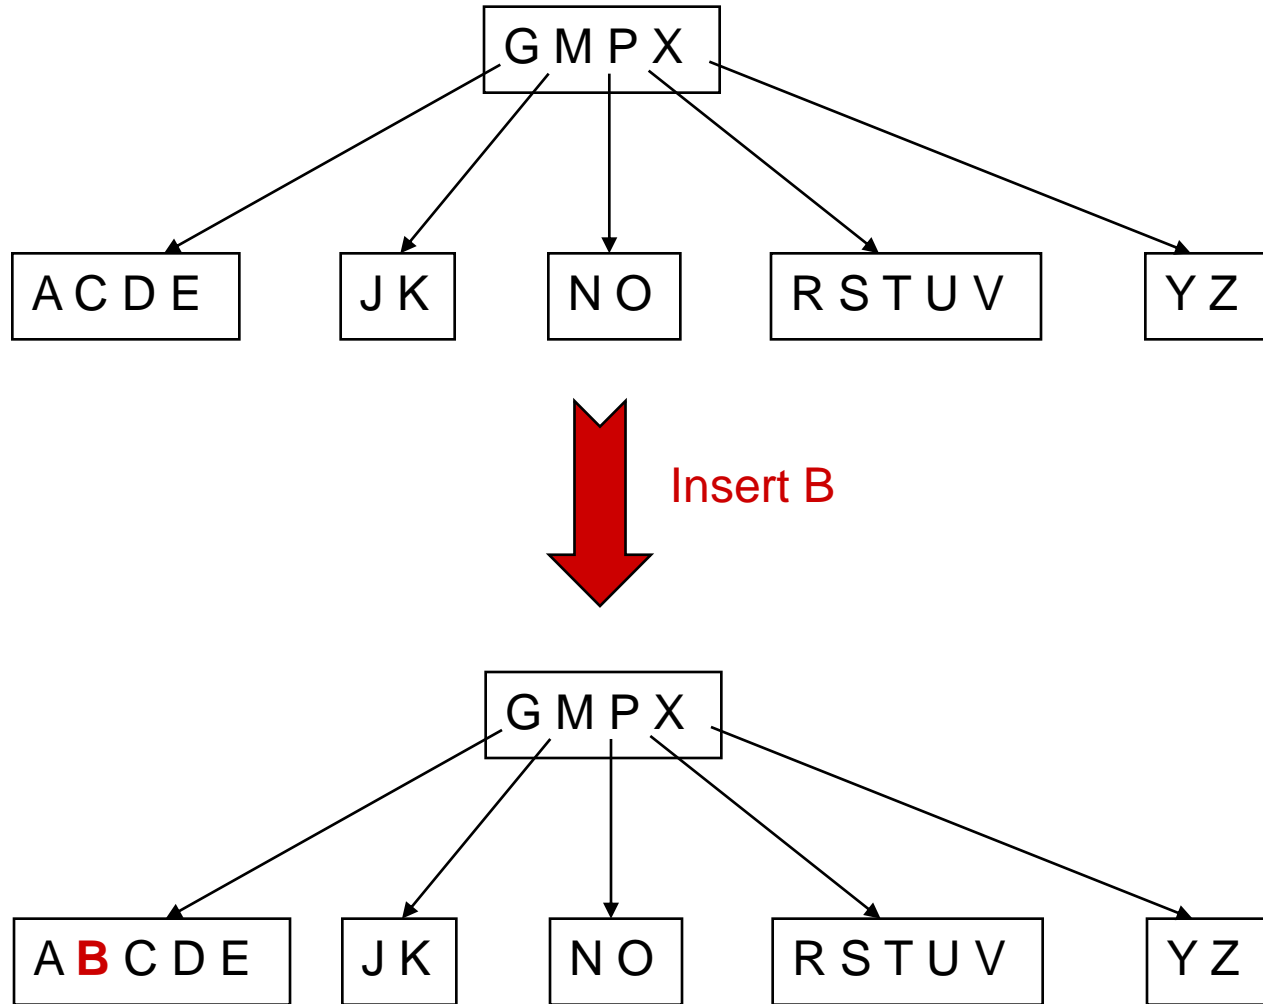 G M P X
A C D E J K N O R S T U V Y Z
Insert B
G M P X
A B C D E J K N O R S T U V Y Z